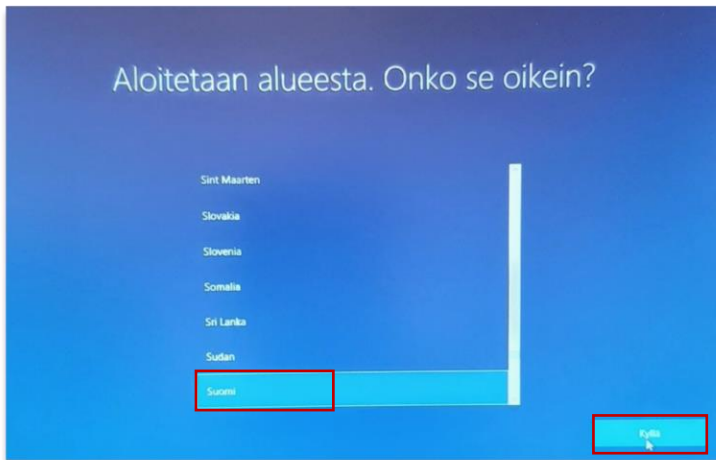 Aloitetaan alueesta. Onko se oikein?
Sint Maarten
Slovakia
Slovenia
Somalia
Sri Lanka
Sudan
Suomi
Kyllä